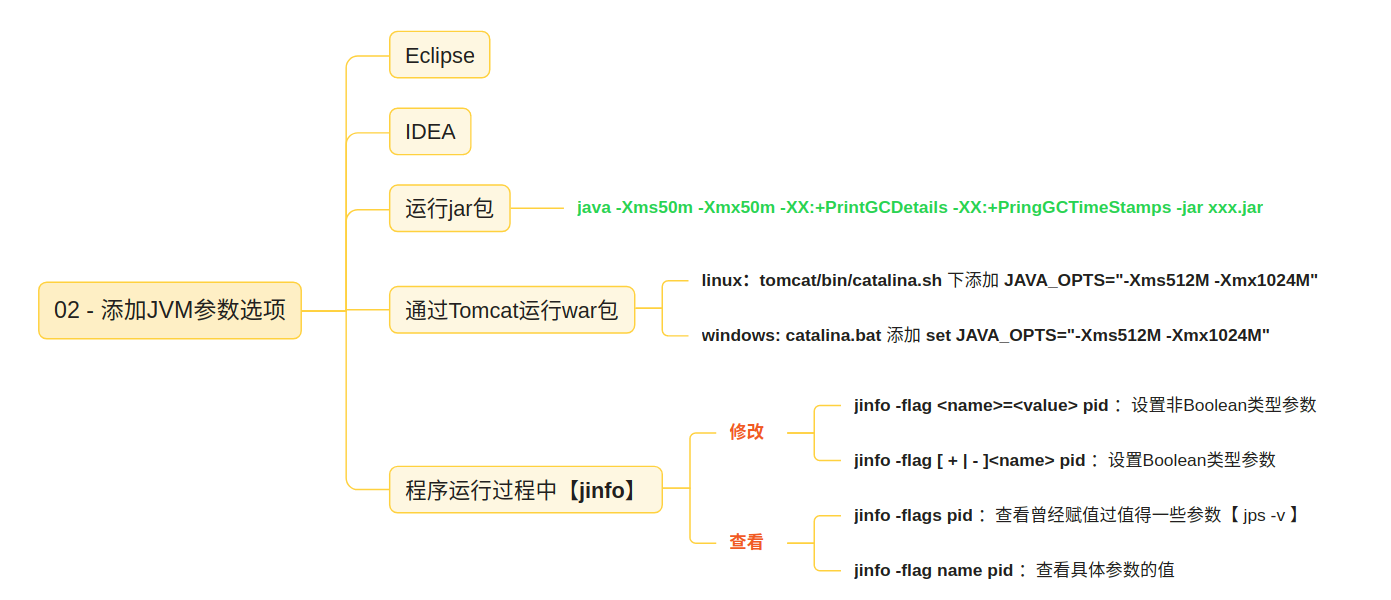 Eclipse
IDEA
运行jar包
java -Xms50m -Xmx50m -XX:+PrintGCDetails -XX:+PringGCTimeStamps -jar xxx.jar
02 - 添加JVM参数选项
通过Tomcat运行war包
linux：tomcat/bin/catalina.sh 下添加 JAVA_OPTS="-Xms512M -Xmx1024M"
windows: catalina.bat 添加 set JAVA_OPTS="-Xms512M -Xmx1024M"
程序运行过程中【jinfo】
修改
jinfo -flag <name>=<value> pid ：设置非Boolean类型参数
jinfo -flag [ + | - ]<name> pid ：设置Boolean类型参数
查看
jinfo -flags pid ：查看曾经赋值过值得一些参数【 jps -v 】
jinfo -flag name pid ：查看具体参数的值